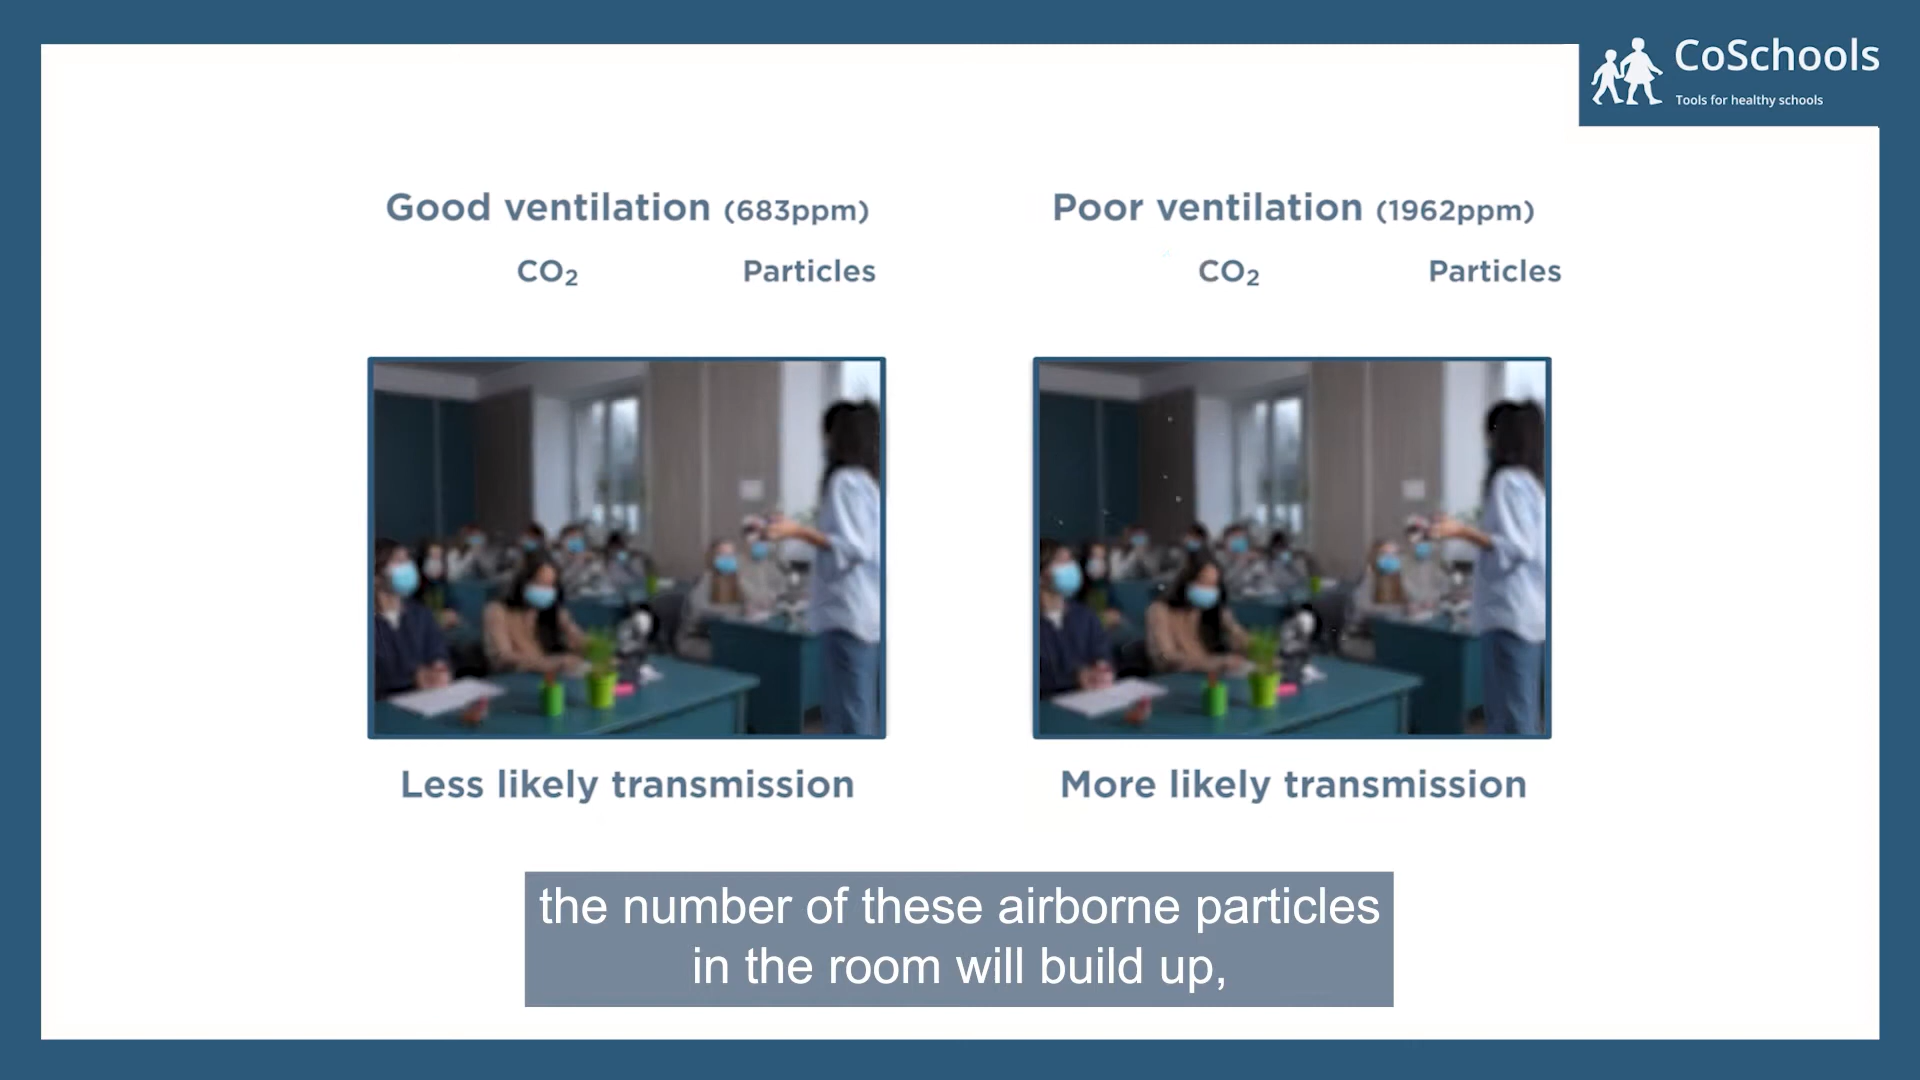 CoSchools
Tools for healthy schools
Good ventilation (683ppm)
CO₂ Particles
Less likely transmission
Poor ventilation (1962ppm)
CO₂ Particles
More likely transmission
the number of these airborne particles
in the room will build up,